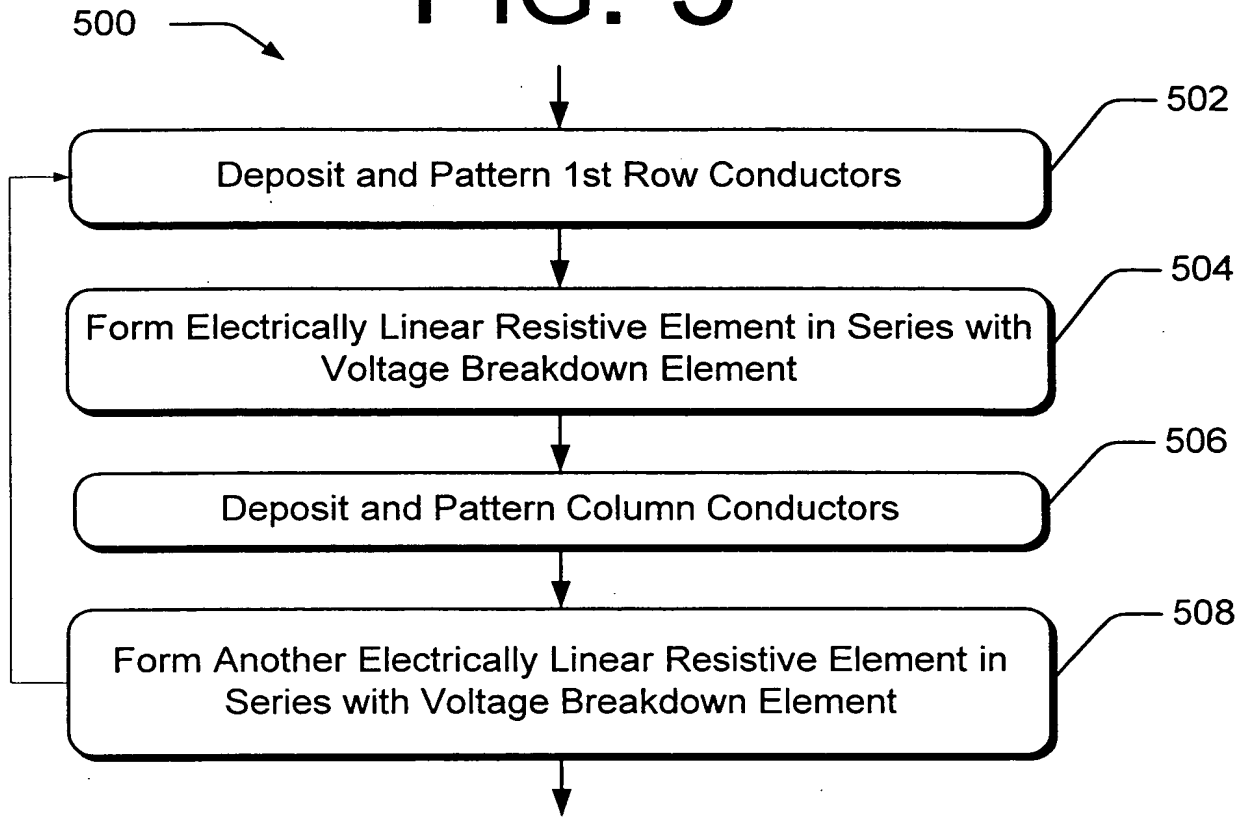 FIG. 5
500
502
Deposit and Pattern 1st Row Conductors
504
Form Electrically Linear Resistive Element in Series with
Voltage Breakdown Element
506
Deposit and Pattern Column Conductors
508
Form Another Electrically Linear Resistive Element in
Series with Voltage Breakdown Element